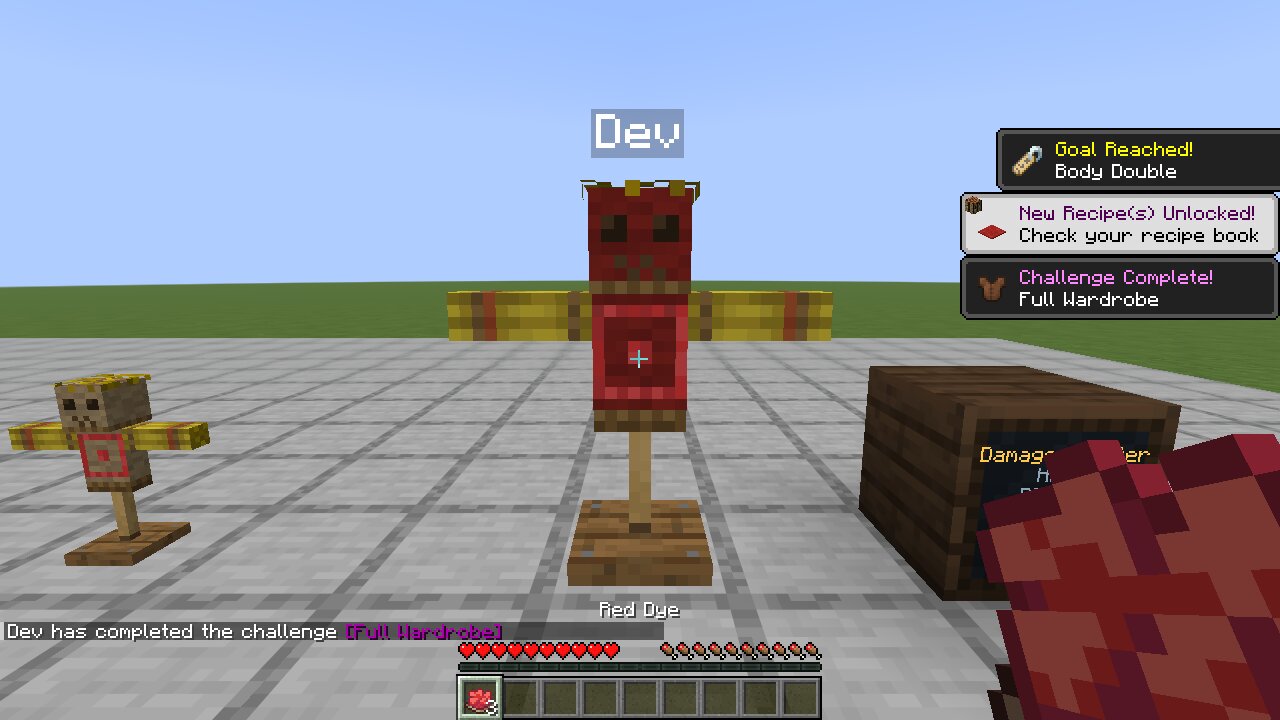 Dev
Goal Reached!
Body Double
New Recipe(s) Unlocked!
Check your recipe book
Challenge Complete!
Full Wardrobe
Red Dye
Dev has completed the challenge [Full Wardrobe]